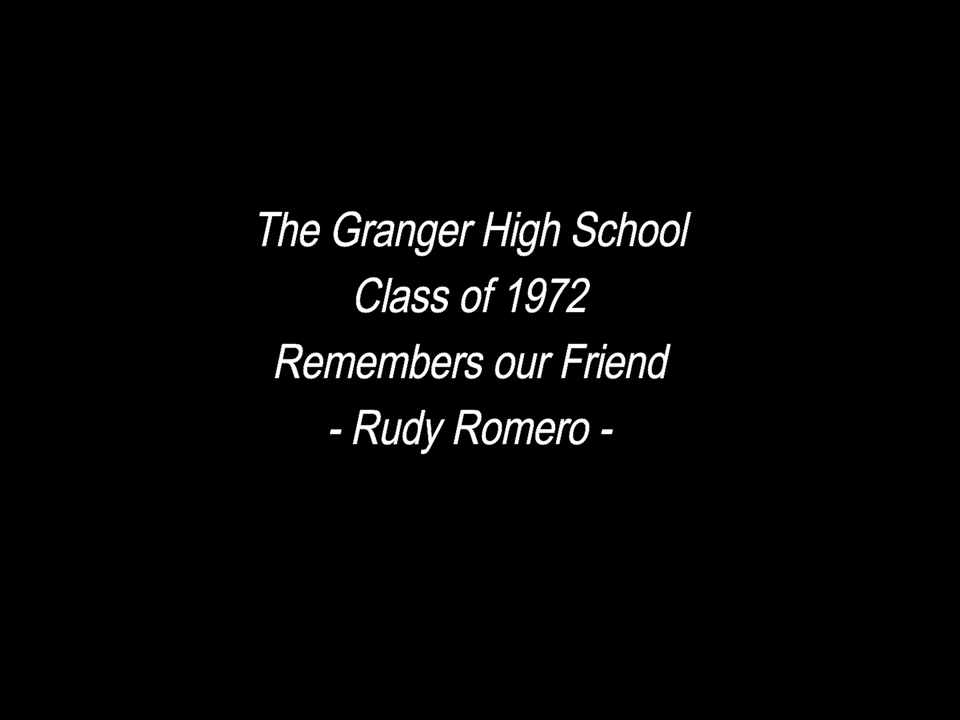 The Granger High School
Class of 1972
Remembers our Friend
- Rudy Romero -